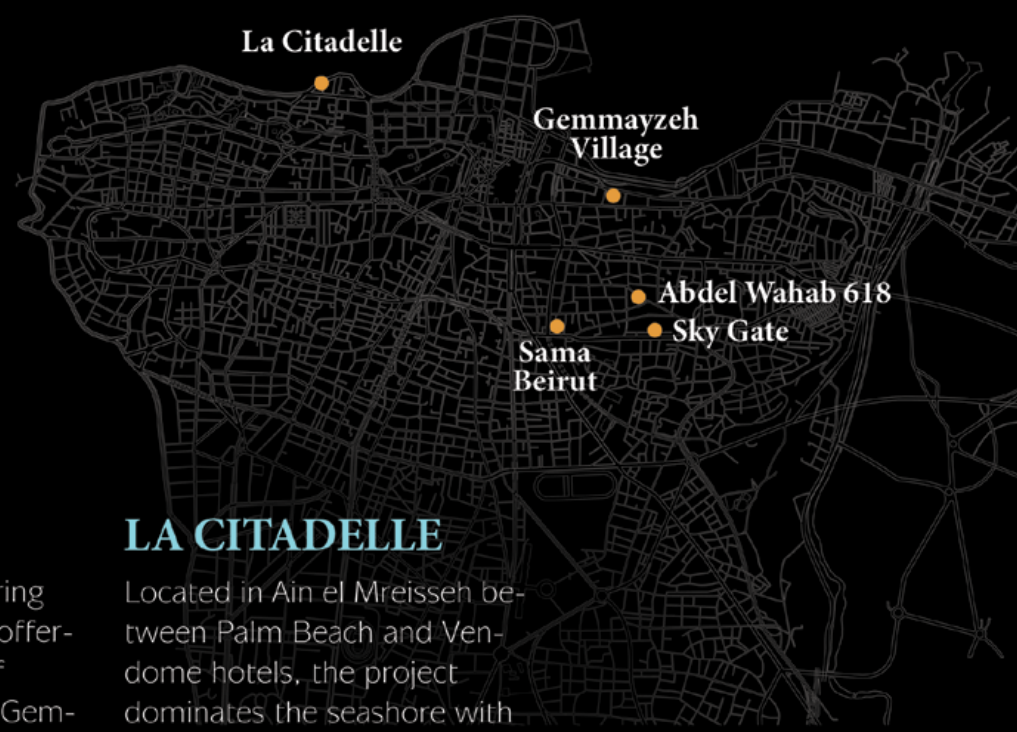 La Citadelle
Gemmayzeh
Village
Abdel Wahab 618
Sky Gate
Sama
Beirut
LA CITADELLE
ring
offer-
f
Gem-
Located in Ain el Mreisseh be-
tween Palm Beach and Ven-
dome hotels, the project
dominates the seashore with